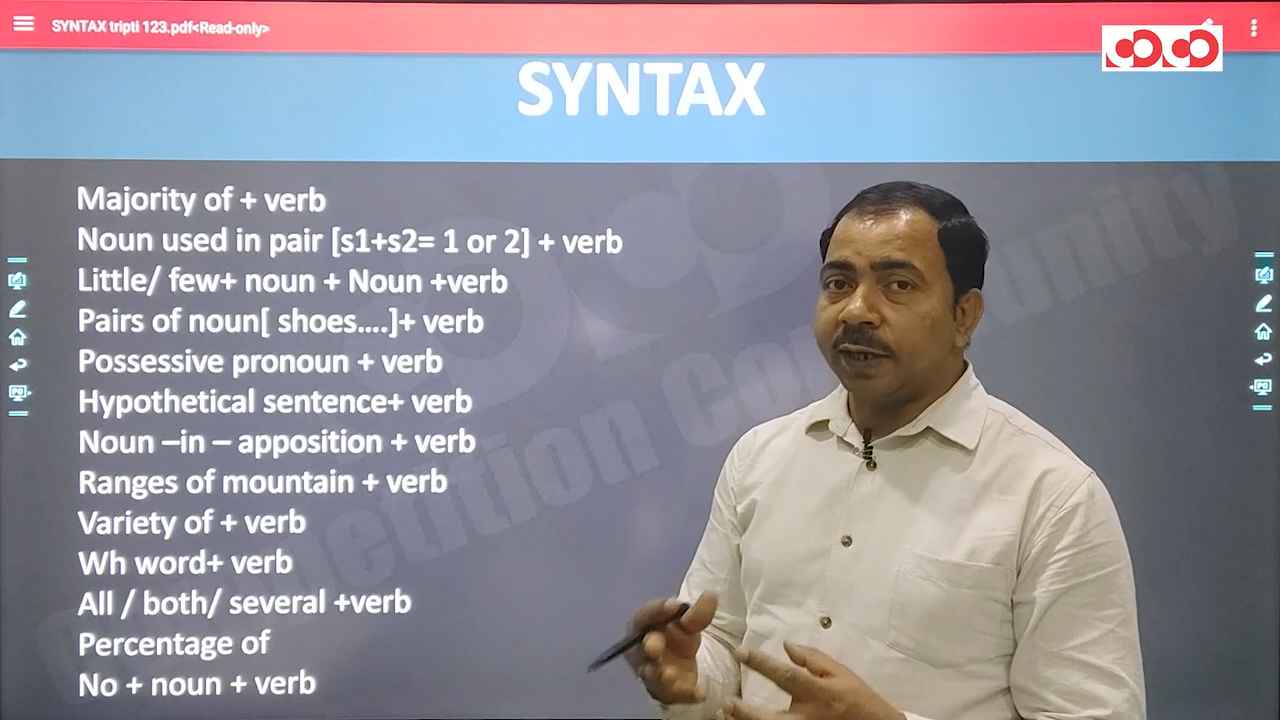 SYNTAX tripti 123.pdf<Read-only>
SYNTAX
Majority of + verb
Noun used in pair [s1+s2= 1 or 2] + verb
Little/ few+ noun + Noun +verb
Pairs of noun[ shoes....]+ verb
Possessive pronoun + verb
Hypothetical sentence+ verb
Noun –in – apposition + verb
Ranges of mountain + verb
Variety of + verb
Wh word+ verb
All / both/ several +verb
Percentage of
No + noun + verb